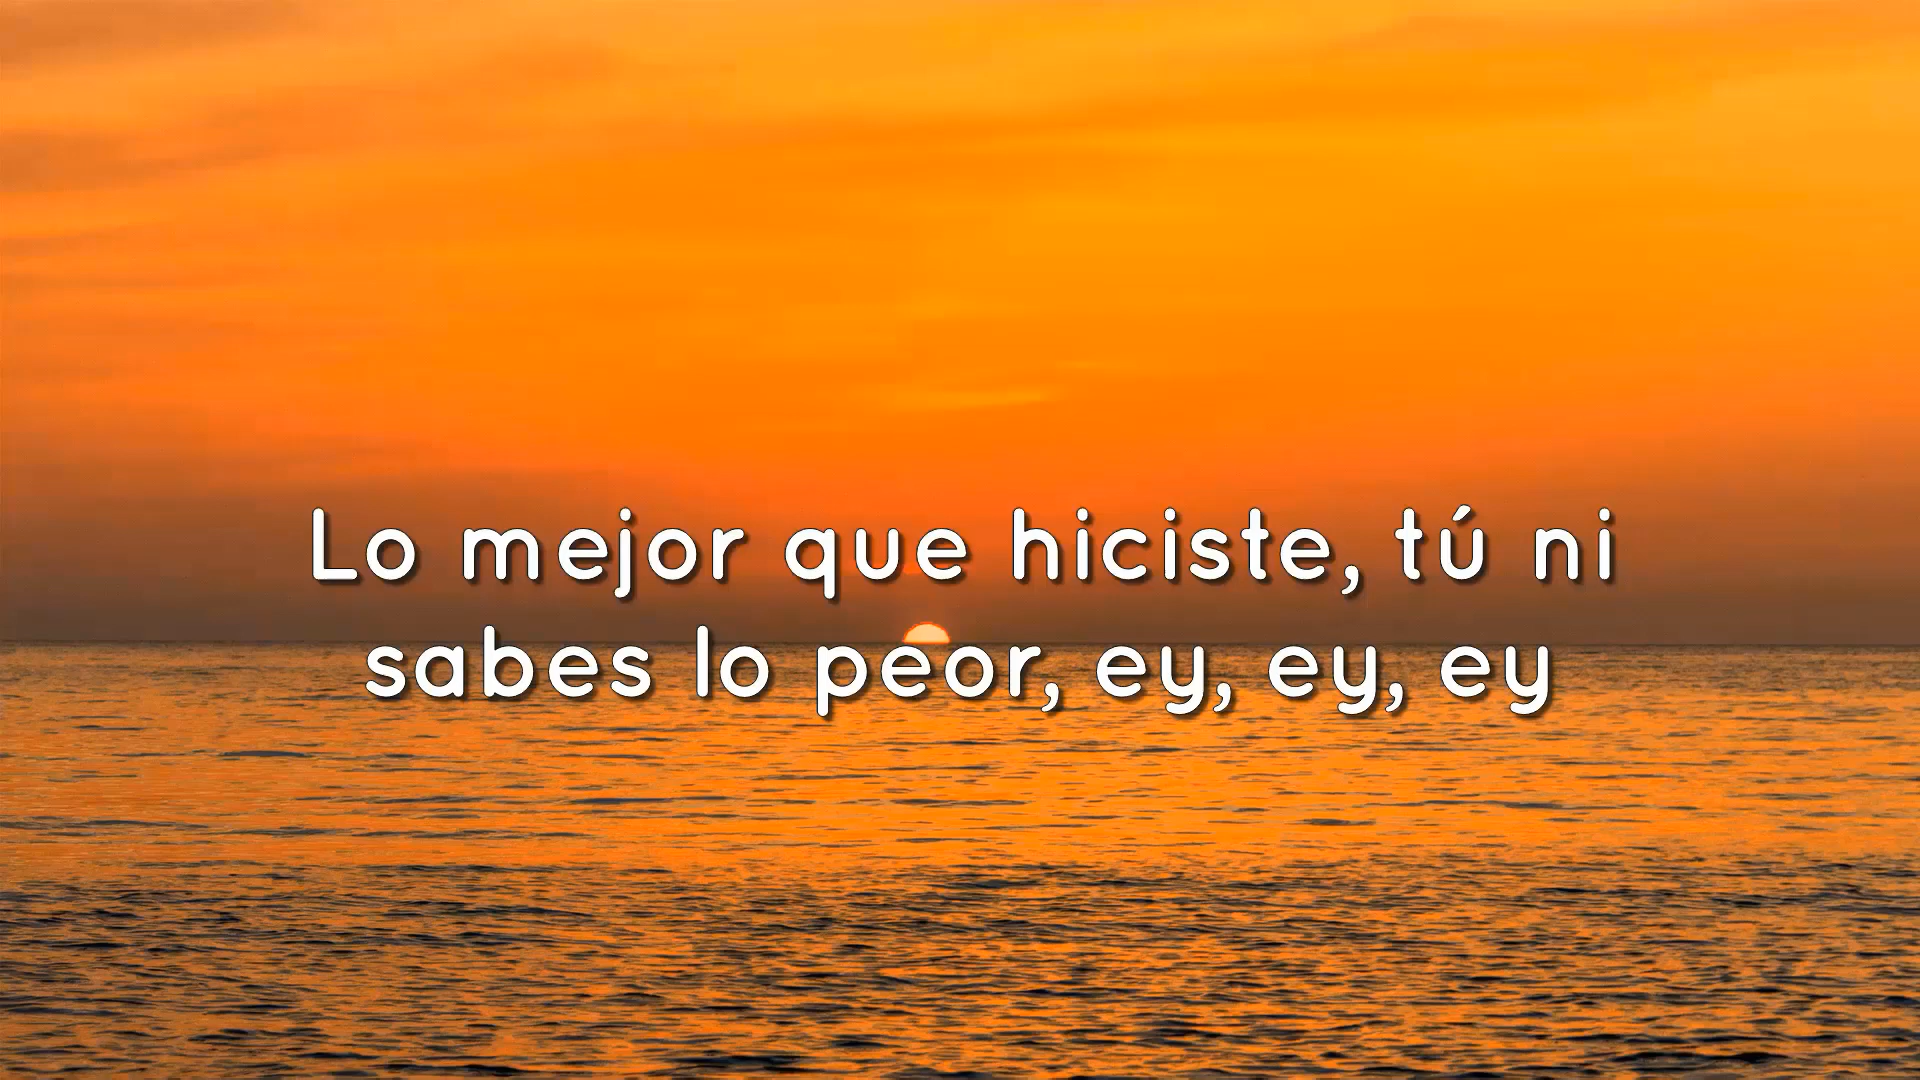 Lo mejor que hiciste, tú ni
sabes lo peor, ey, ey, ey